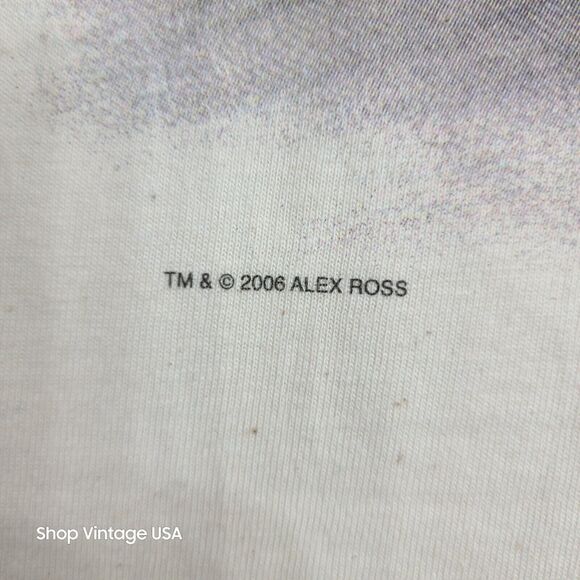 TM & © 2006 ALEX ROSS
Shop Vintage USA